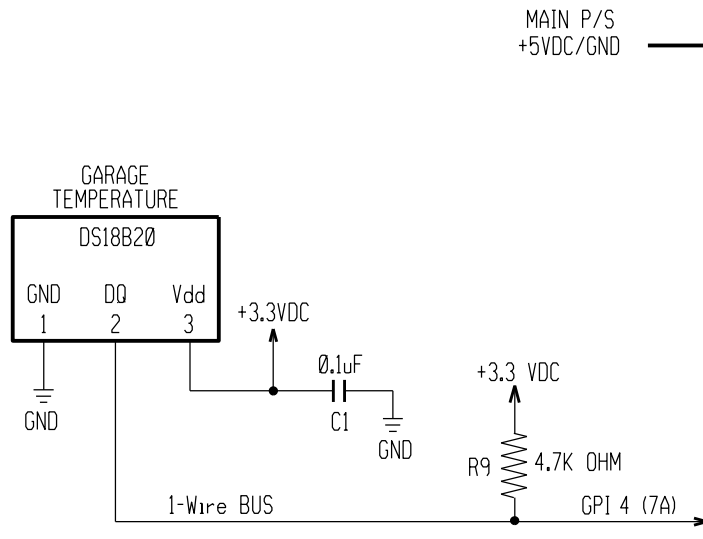 MAIN P/S
+5VDC/GND
GARAGE
TEMPERATURE
DS18B20
GND DQ Vdd
1 2 3
+3.3VDC
0.1uF
C1
GND
GND
+3.3 VDC
R9 4.7K OHM
1-Wire BUS
GPI 4 (7A)